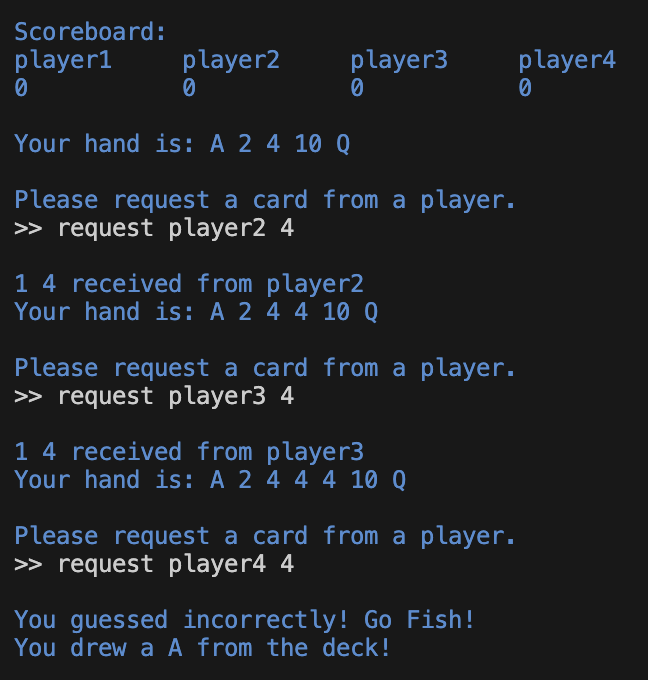 Scoreboard:
player1 player2 player3 player4
0 0 0 0
Your hand is: A 2 4 10 Q
Please request a card from a player.
>> request player2 4
1 4 received from player2
Your hand is: A 2 4 4 10 Q
Please request a card from a player.
>> request player3 4
1 4 received from player3
Your hand is: A 2 4 4 4 10 Q
Please request a card from a player.
>> request player4 4
You guessed incorrectly! Go Fish!
You drew a A from the deck!